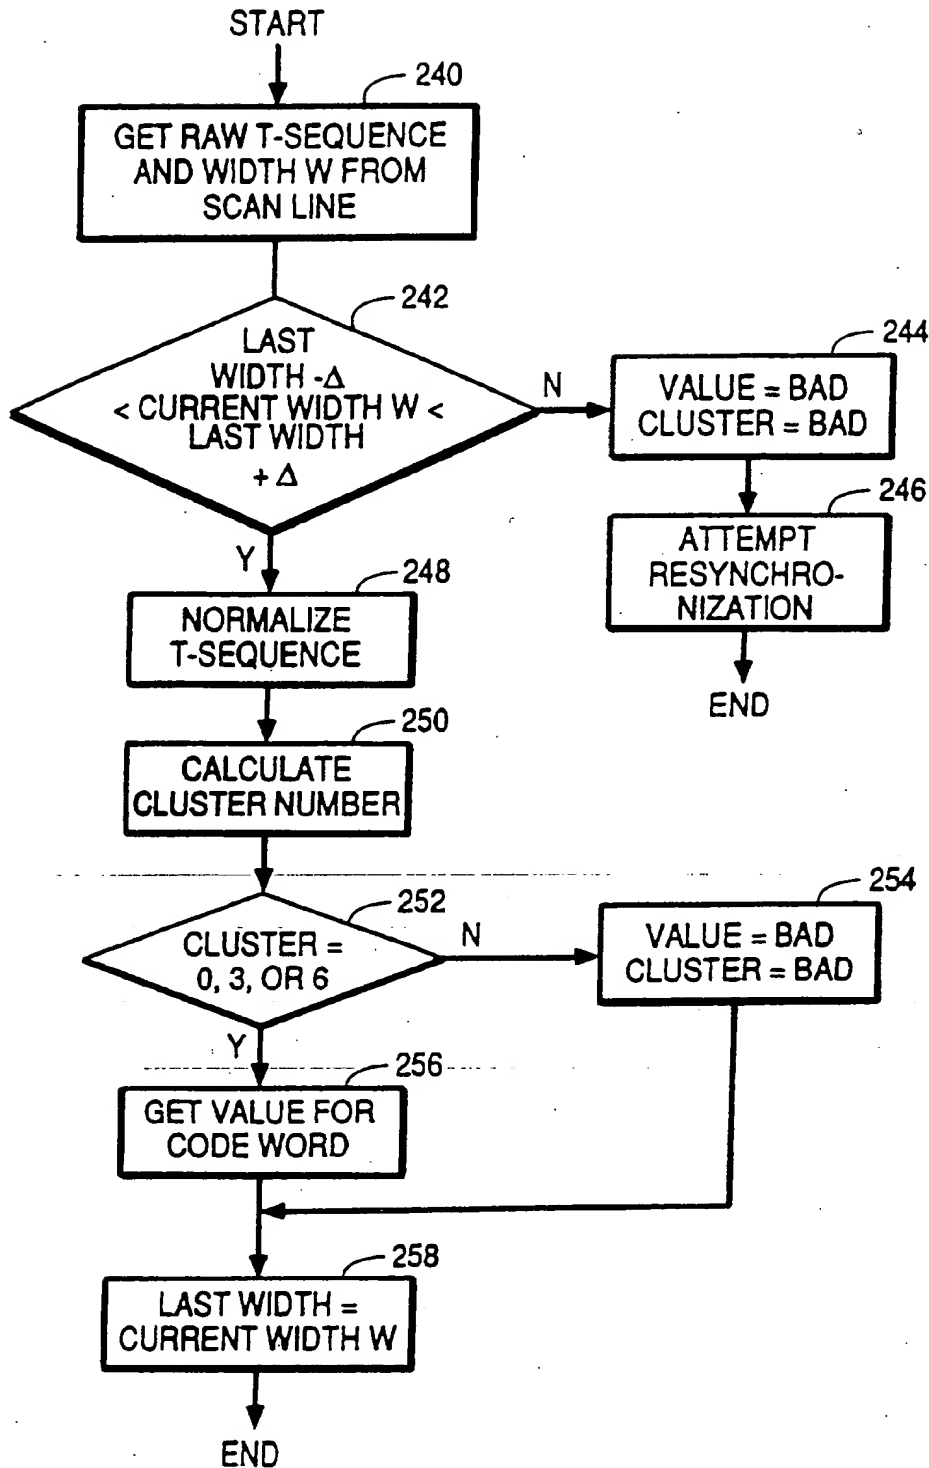 START
240
GET RAW T-SEQUENCE
AND WIDTH W FROM
SCAN LINE
242
LAST
WIDTH -Δ
< CURRENT WIDTH W <
LAST WIDTH
+ Δ
N
244
VALUE = BAD
CLUSTER = BAD
246
ATTEMPT
RESYNCHRO-
NIZATION
END
Y
248
NORMALIZE
T-SEQUENCE
250
CALCULATE
CLUSTER NUMBER
252
CLUSTER =
0, 3, OR 6
N
254
VALUE = BAD
CLUSTER = BAD
Y
256
GET VALUE FOR
CODE WORD
258
LAST WIDTH =
CURRENT WIDTH W
END